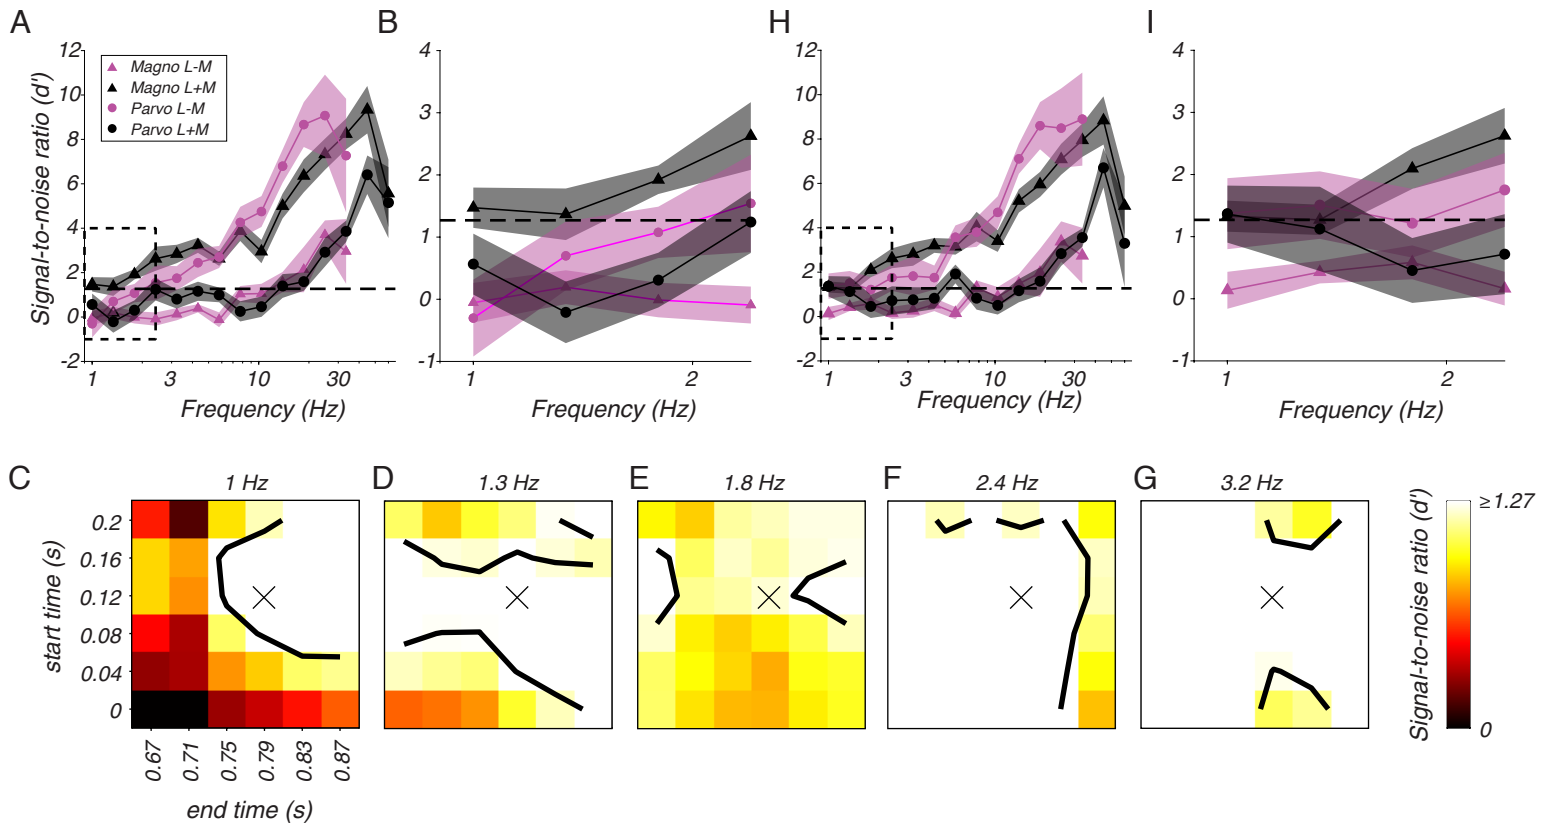 A
B
H
I
Signal-to-noise ratio (d')
12
10
8
6
4
2
0
-2
Magno L-M
Magno L+M
Parvo L-M
Parvo L+M
1
3
10
30
Frequency (Hz)
4
3
2
1
0
-1
1
2
Frequency (Hz)
12
10
8
6
4
2
0
-2
1
3
10
30
Frequency (Hz)
4
3
2
1
0
-1
1
2
Frequency (Hz)
C
1 Hz
D
1.3 Hz
E
1.8 Hz
F
2.4 Hz
G
3.2 Hz
start time (s)
0.2
0.16
0.12
0.08
0.04
0
0.67
0.71
0.75
0.79
0.83
0.87
end time (s)
Signal-to-noise ratio (d')
≥1.27
0